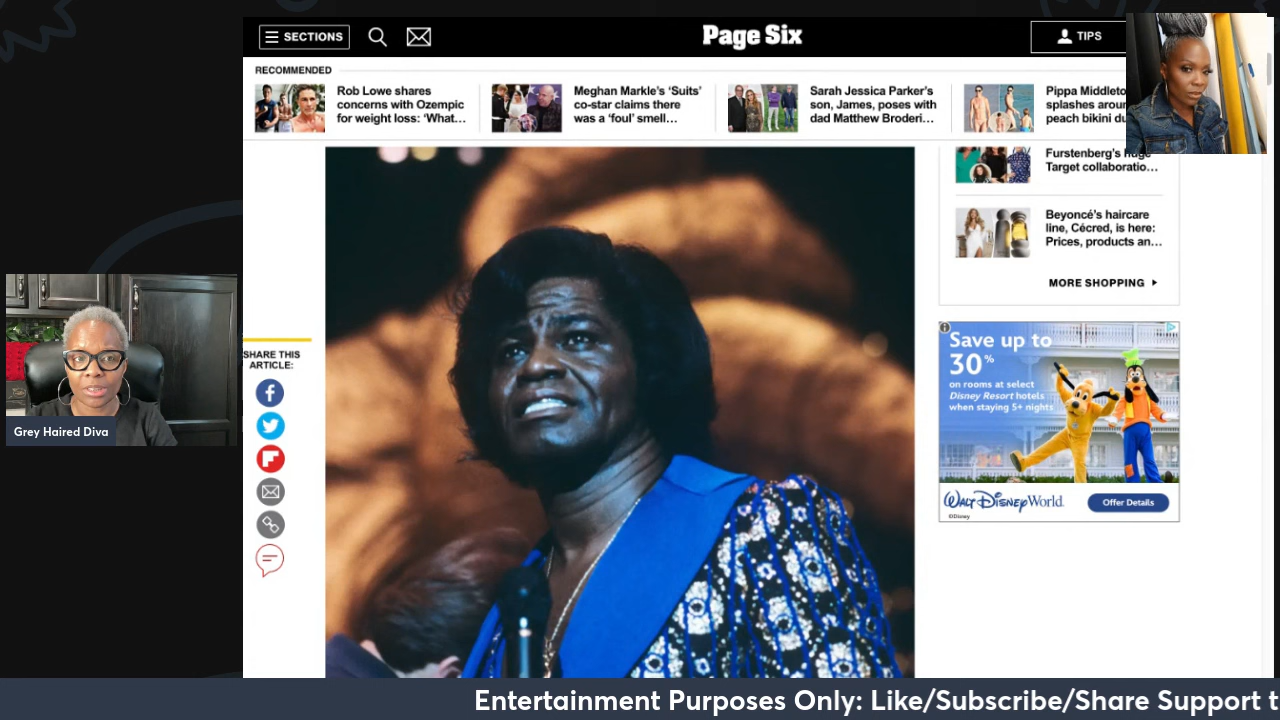 SECTIONS
Page Six
TIPS
RECOMMENDED
Rob Lowe shares
concerns with Ozempic
for weight loss: ‘What…
Meghan Markle’s ‘Suits’
co-star claims there
was a ‘foul’ smell…
Sarah Jessica Parker’s
son, James, poses with
dad Matthew Broderi…
Pippa Middleto
splashes arou
peach bikini du
Furstenberg’s huge
Target collaboratio…
Beyoncé’s haircare
line, Cécred, is here:
Prices, products an…
MORE SHOPPING
SHARE THIS
ARTICLE:
Save up to
30%
on rooms at select
Disney Resort hotels
when staying 5+ nights
WALT DISNEY World
Offer Details
©Disney
Grey Haired Diva
Entertainment Purposes Only: Like/Subscribe/Share Support t